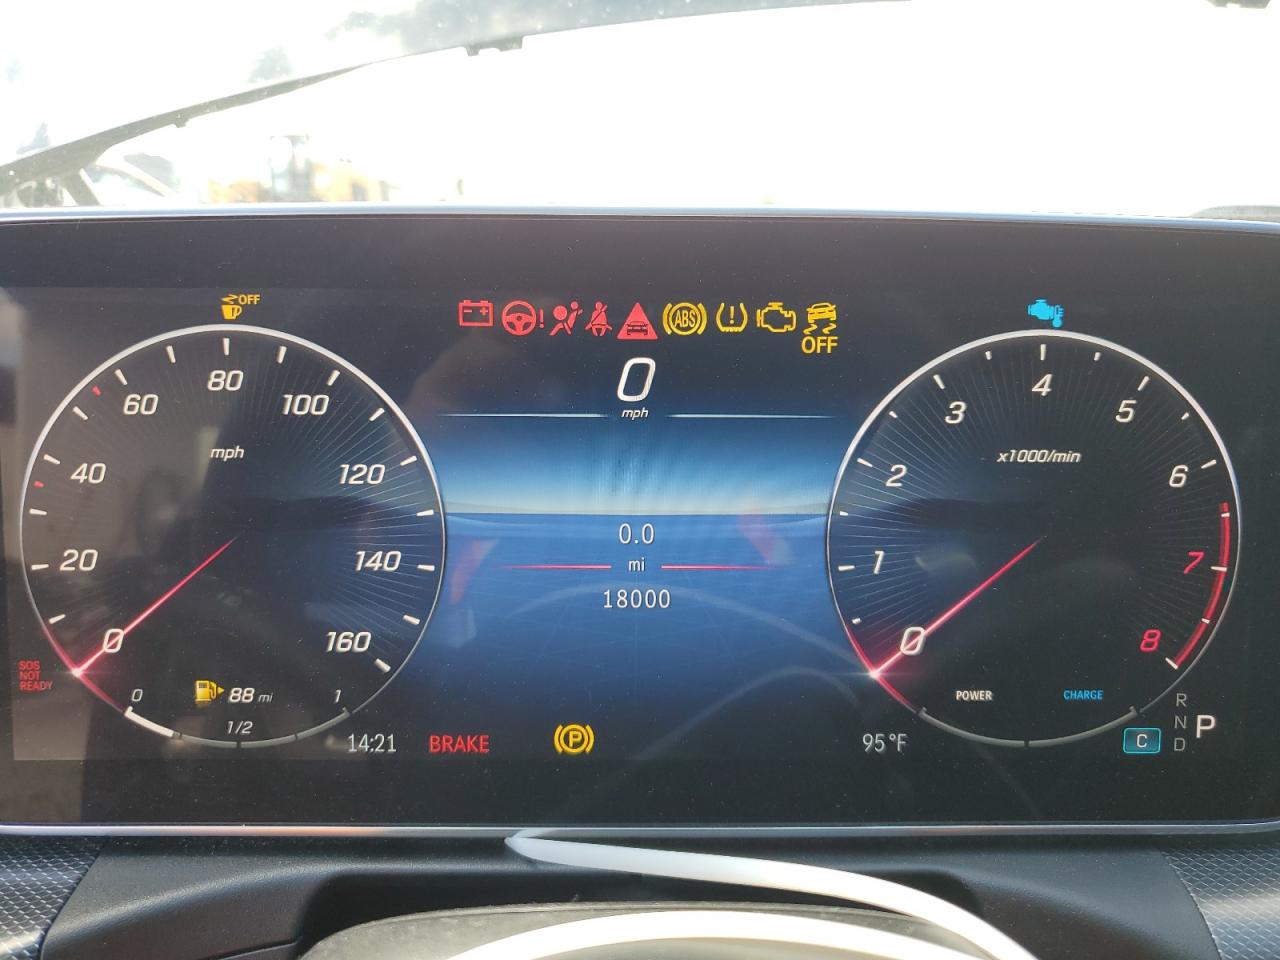 OFF
ABS
OFF
0
mph
0
20
40
60
80
100
120
140
160
mph
0.0
mi
18000
0
1
2
3
4
5
6
7
8
x1000/min
SOS
NOT
READY
0
88 mi
1
1/2
14:21
BRAKE
P
95°F
POWER
CHARGE
C
R
N
D
P